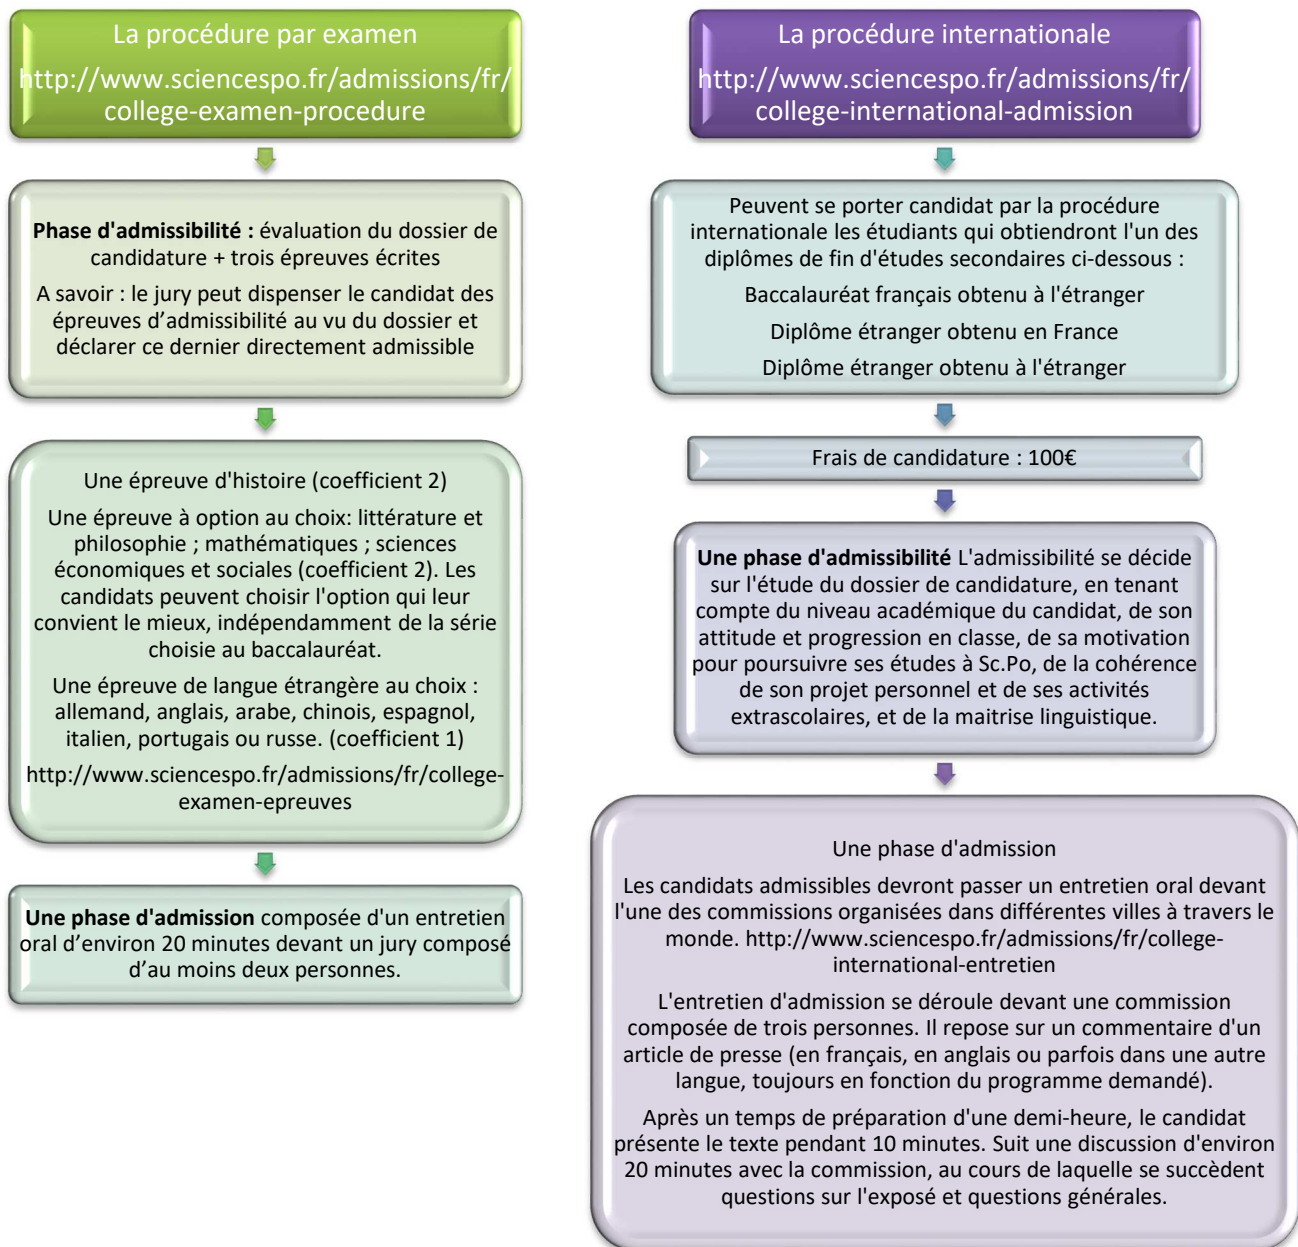 La procédure par examen
http://www.sciencespo.fr/admissions/fr/
college-examen-procedure
Phase d'admissibilité : évaluation du dossier de
candidature + trois épreuves écrites
A savoir : le jury peut dispenser le candidat des
épreuves d’admissibilité au vu du dossier et
déclarer ce dernier directement admissible
Une épreuve d'histoire (coefficient 2)
Une épreuve à option au choix: littérature et
philosophie ; mathématiques ; sciences
économiques et sociales (coefficient 2). Les
candidats peuvent choisir l'option qui leur
convient le mieux, indépendamment de la série
choisie au baccalauréat.
Une épreuve de langue étrangère au choix :
allemand, anglais, arabe, chinois, espagnol,
italien, portugais ou russe. (coefficient 1)
http://www.sciencespo.fr/admissions/fr/college-
examen-epreuves
Une phase d'admission composée d'un entretien
oral d’environ 20 minutes devant un jury composé
d’au moins deux personnes.
La procédure internationale
http://www.sciencespo.fr/admissions/fr/
college-international-admission
Peuvent se porter candidat par la procédure
internationale les étudiants qui obtiendront l'un des
diplômes de fin d'études secondaires ci-dessous :
Baccalauréat français obtenu à l'étranger
Diplôme étranger obtenu en France
Diplôme étranger obtenu à l'étranger
Frais de candidature : 100€
Une phase d'admissibilité L'admissibilité se décide
sur l'étude du dossier de candidature, en tenant
compte du niveau académique du candidat, de son
attitude et progression en classe, de sa motivation
pour poursuivre ses études à Sc.Po, de la cohérence
de son projet personnel et de ses activités
extrascolaires, et de la maitrise linguistique.
Une phase d'admission
Les candidats admissibles devront passer un entretien oral devant
l'une des commissions organisées dans différentes villes à travers le
monde. http://www.sciencespo.fr/admissions/fr/college-
international-entretien
L'entretien d'admission se déroule devant une commission
composée de trois personnes. Il repose sur un commentaire d'un
article de presse (en français, en anglais ou parfois dans une autre
langue, toujours en fonction du programme demandé).
Après un temps de préparation d'une demi-heure, le candidat
présente le texte pendant 10 minutes. Suit une discussion d'environ
20 minutes avec la commission, au cours de laquelle se succèdent
questions sur l'exposé et questions générales.